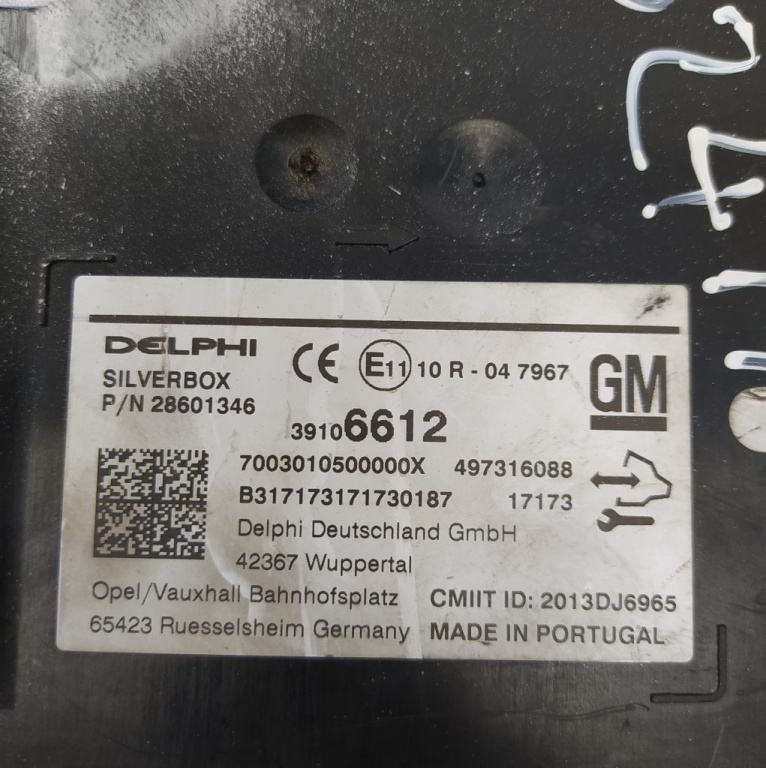 DELPHI
CE E11 10 R - 04 7967
GM
SILVERBOX
P/N 28601346
39106612
7003010500000X 497316088
B317173171730187 17173
Delphi Deutschland GmbH
42367 Wuppertal
Opel/Vauxhall Bahnhofsplatz CMIIT ID: 2013DJ6965
65423 Ruesselsheim Germany MADE IN PORTUGAL